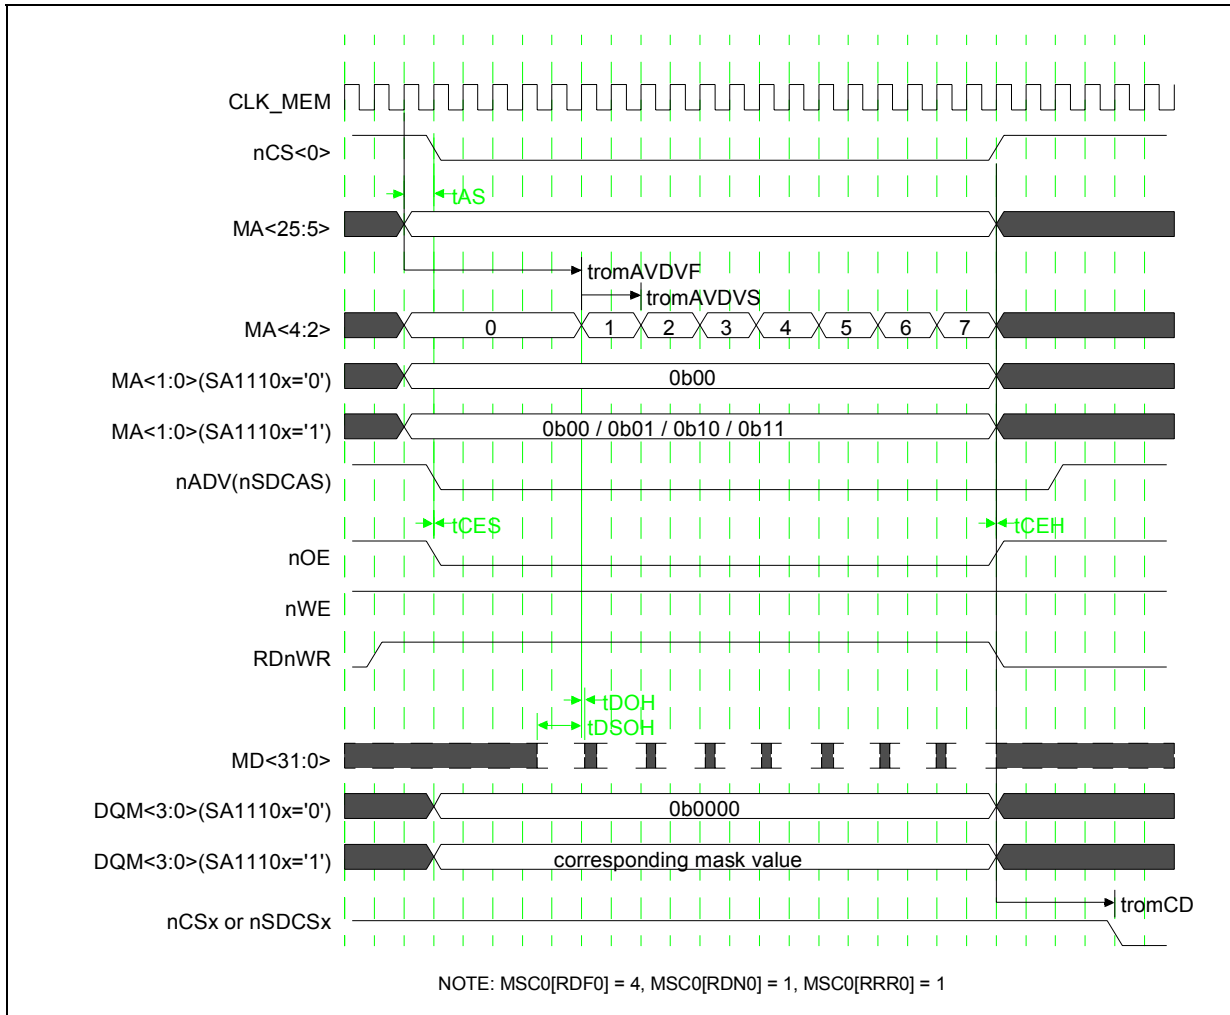 CLK_MEM
nCS<0>
tAS
MA<25:5>
tromAVDVF
tromAVDVS
MA<4:2>
0 1 2 3 4 5 6 7
MA<1:0>(SA1110x='0')
0b00
MA<1:0>(SA1110x='1')
0b00 / 0b01 / 0b10 / 0b11
nADV(nSDCAS)
tCES
tCEH
nOE
nWE
RDnWR
tDOH
tDSOH
MD<31:0>
DQM<3:0>(SA1110x='0')
0b0000
DQM<3:0>(SA1110x='1')
corresponding mask value
tromCD
nCSx or nSDCSx
NOTE: MSC0[RDF0] = 4, MSC0[RDN0] = 1, MSC0[RRR0] = 1